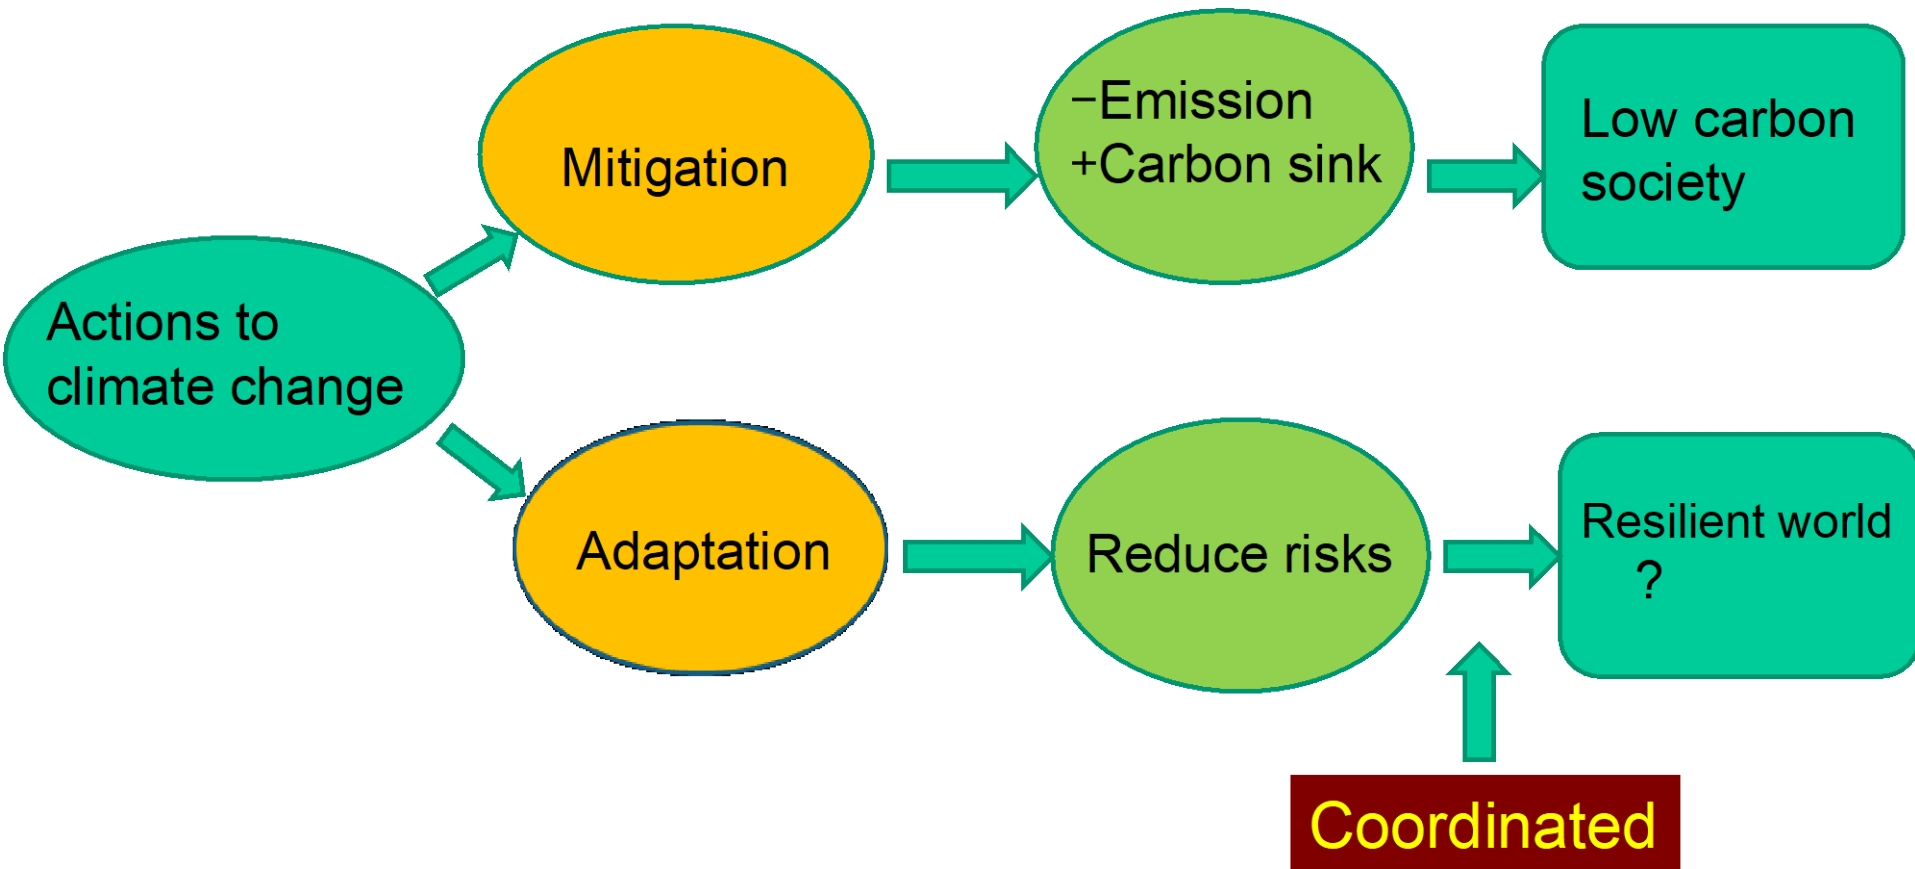 Actions to
climate change
Mitigation
−Emission
+Carbon sink
Low carbon
society
Adaptation
Reduce risks
Resilient world
?
Coordinated